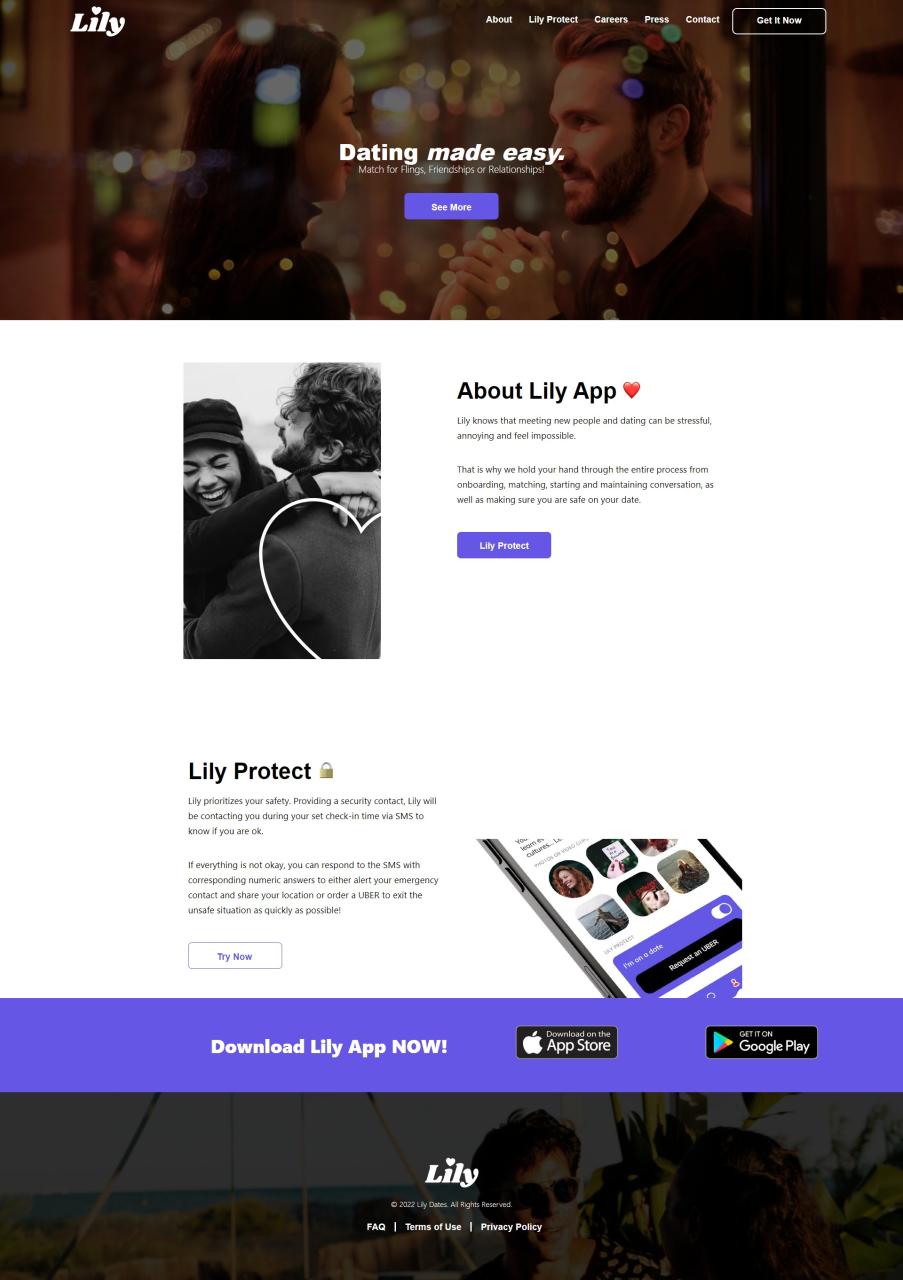 Lily
About Lily Protect Careers Press Contact Get It Now
Dating made easy.
Match for Flings, Friendships or Relationships!
See More
About Lily App ❤️
Lily knows that meeting new people and dating can be stressful,
annoying and feel impossible.
That is why we hold your hand through the entire process from
onboarding, matching, starting and maintaining conversation, as
well as making sure you are safe on your date.
Lily Protect
Lily Protect 🔒
Lily prioritizes your safety. Providing a security contact, Lily will
be contacting you during your set check-in time via SMS to
know if you are ok.
If everything is not okay, you can respond to the SMS with
corresponding numeric answers to either alert your emergency
contact and share your location or order a UBER to exit the
unsafe situation as quickly as possible!
Try Now
cultures...
LILY PROTECT
I'm on a date
Request an UBER
Download Lily App NOW!
Download on the
App Store
GET IT ON
Google Play
Lily
© 2022 Lily Dates. All Rights Reserved.
FAQ | Terms of Use | Privacy Policy